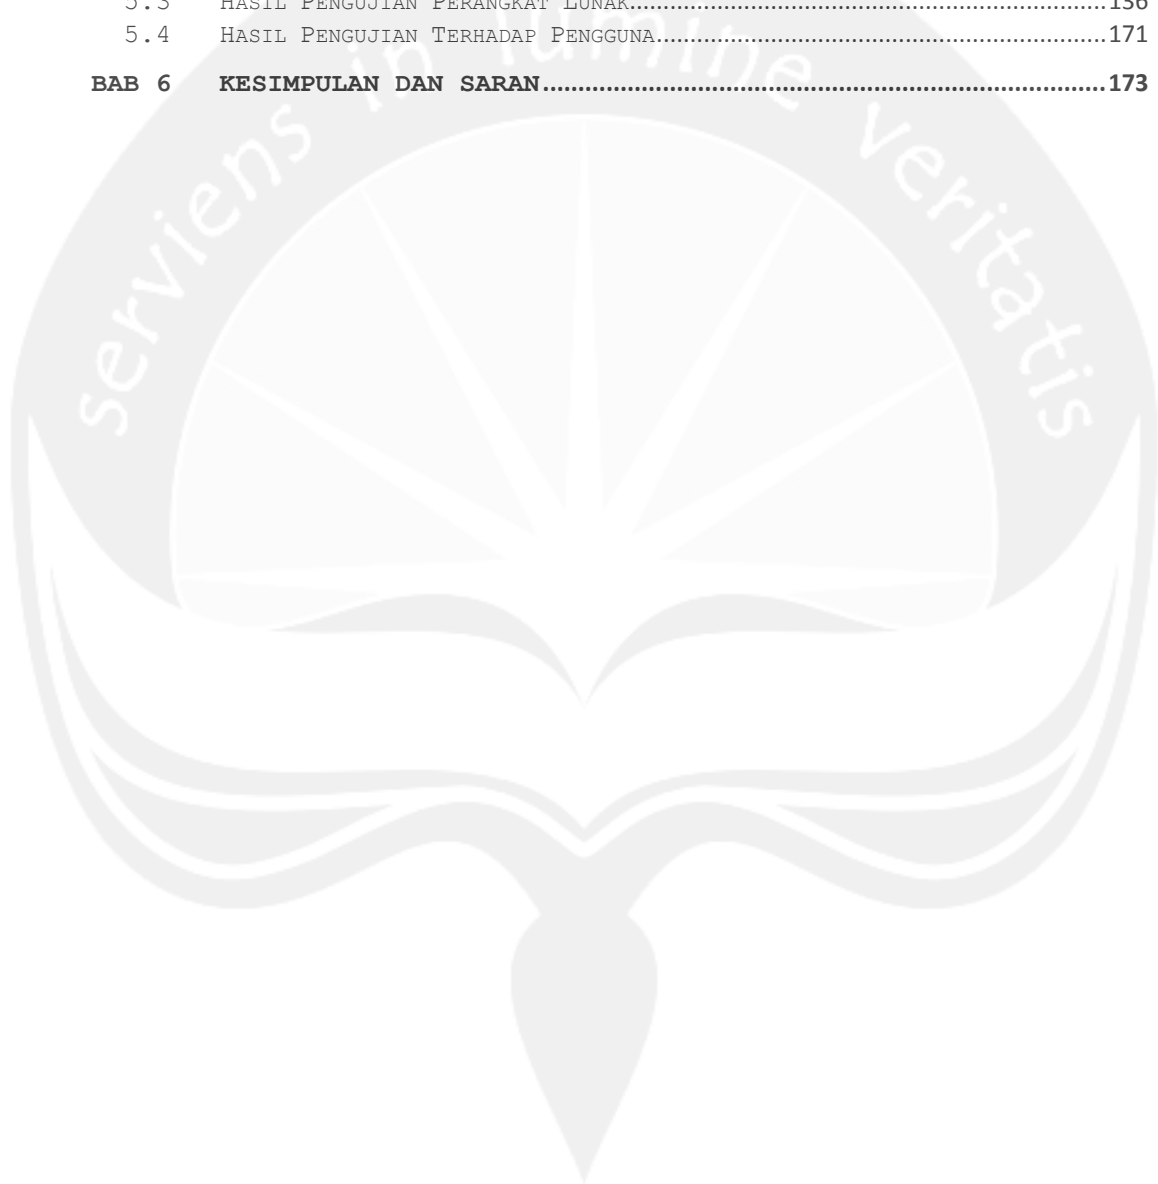 5.3 HASIL PENGUJIAN PERANGKAT LUNAK........................................................................156
5.4 HASIL PENGUJIAN TERHADAP PENGGUNA....................................................................171
BAB 6 KESIMPULAN DAN SARAN................................................................................173
serviens in lumine veritatis